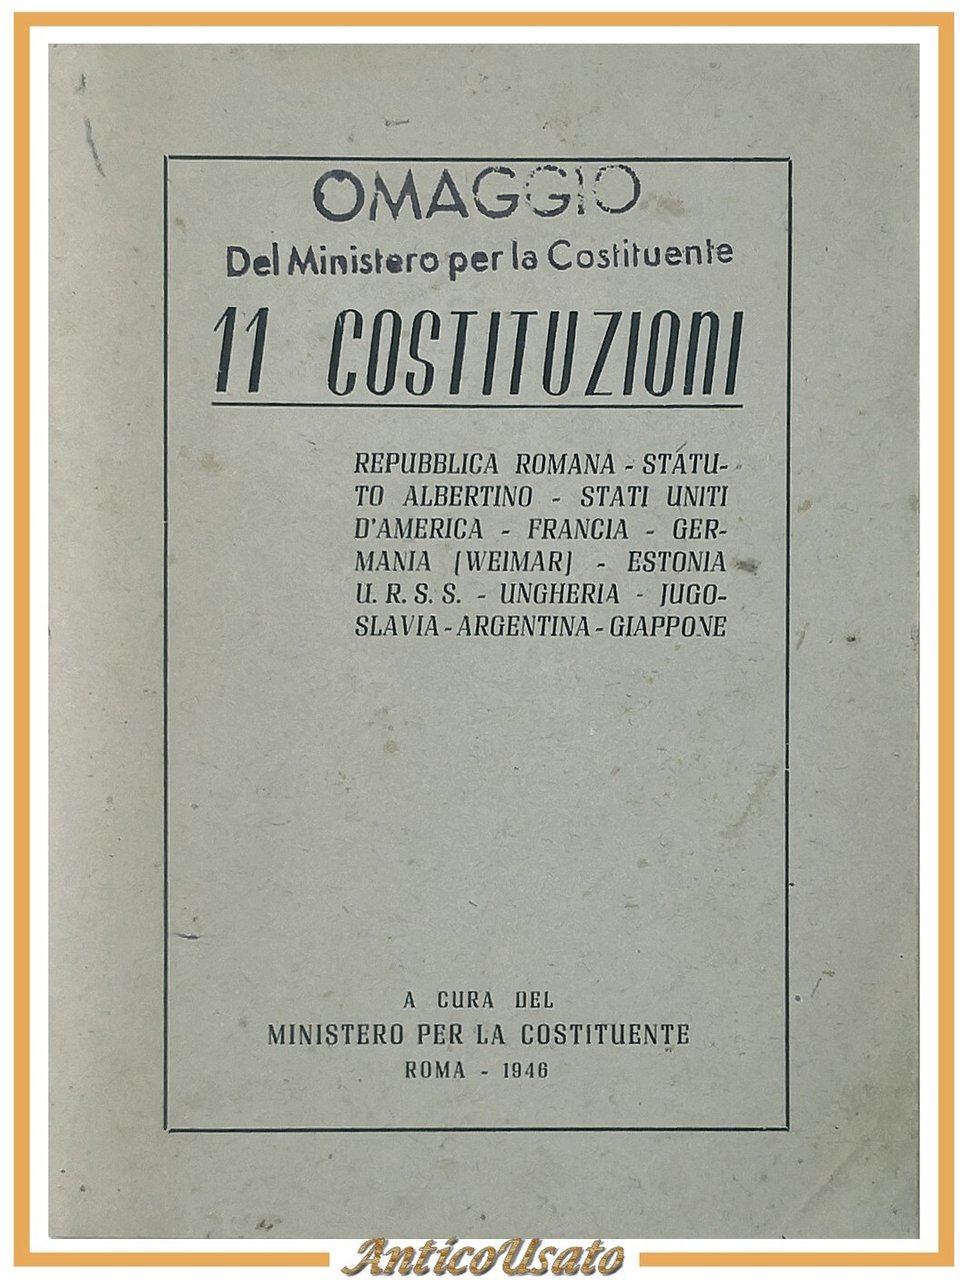 OMAGGIO
Del Ministero per la Costituente
11 COSTITUZIONI
REPUBBLICA ROMANA - STATU-
TO ALBERTINO - STATI UNITI
D'AMERICA - FRANCIA - GER-
MANIA (WEIMAR) - ESTONIA
U. R. S. S. - UNGHERIA - JUGO-
SLAVIA - ARGENTINA - GIAPPONE
A CURA DEL
MINISTERO PER LA COSTITUENTE
ROMA - 1946
AnticoUsato